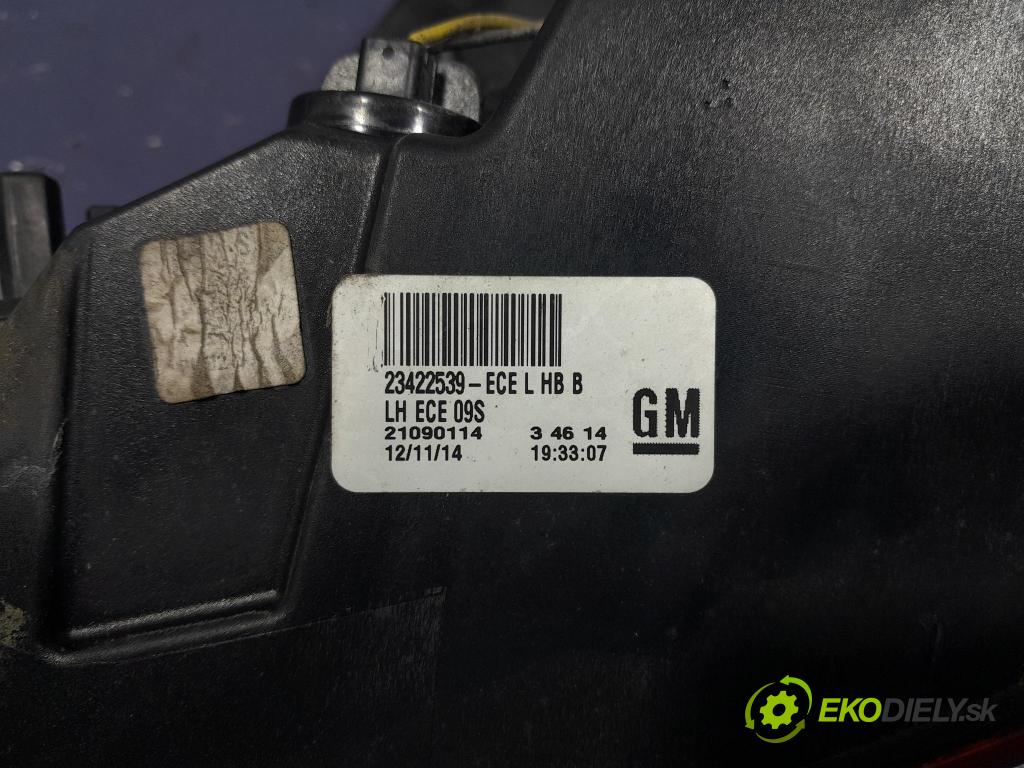 23422539-ECE L HB B
LH ECE 09S
21090114 3 46 14
12/11/14 19:33:07
GM
EKODIELY.sk